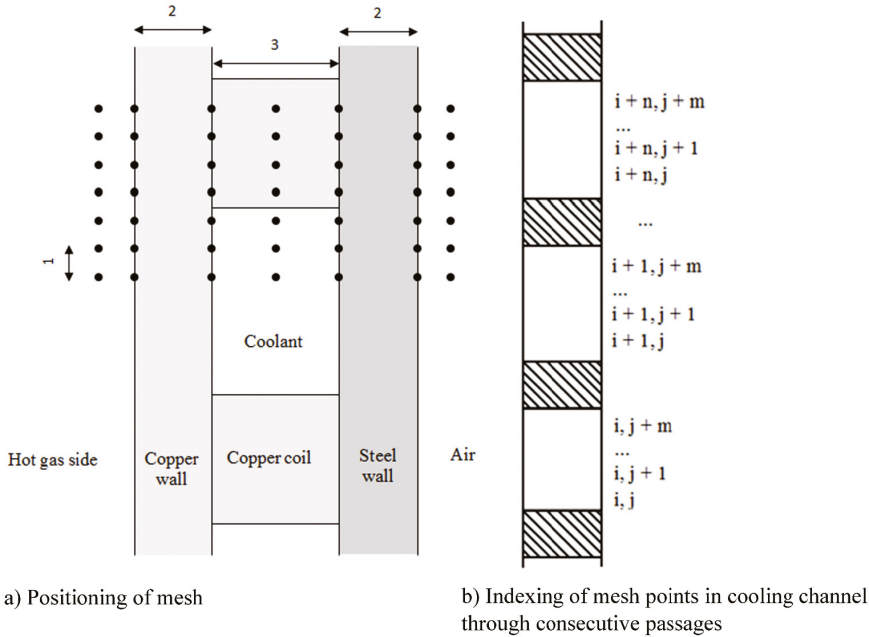 2
2
3
1
Coolant
Hot gas side
Copper
wall
Copper coil
Steel
wall
Air
a) Positioning of mesh
i + n, j + m
...
i + n, j + 1
i + n, j
...
i + 1, j + m
...
i + 1, j + 1
i + 1, j
i, j + m
...
i, j + 1
i, j
b) Indexing of mesh points in cooling channel
through consecutive passages